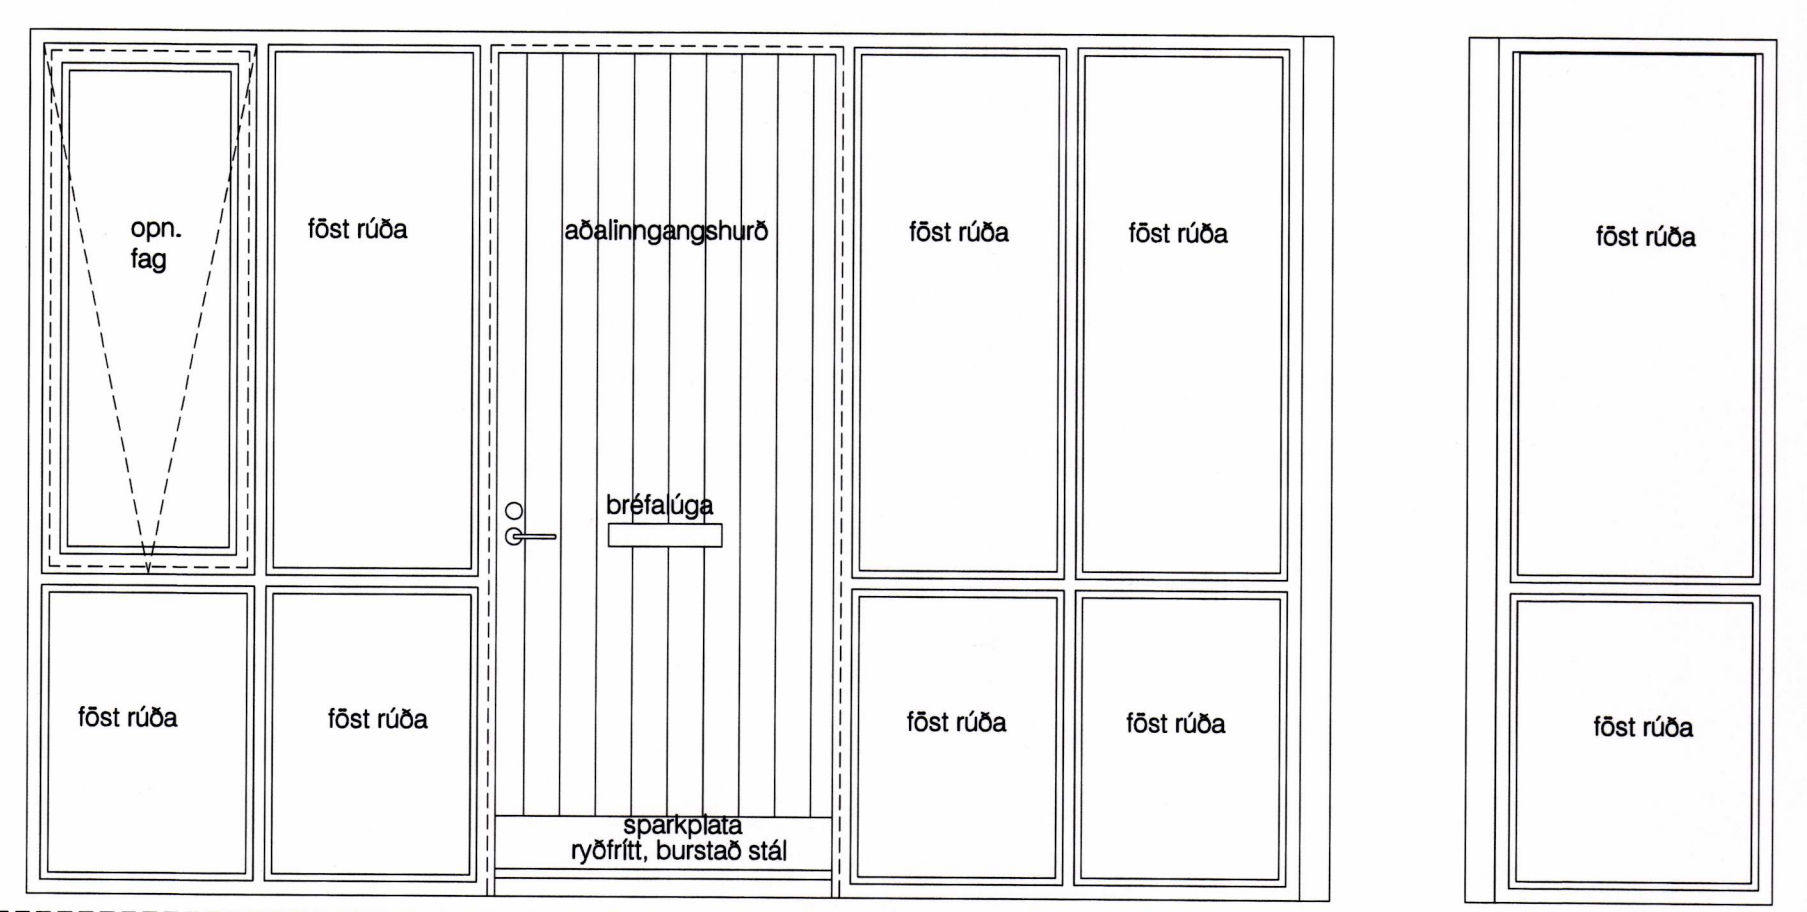 opn.
fag
föst rúða
aðalinngangshurð
föst rúða
föst rúða
föst rúða
bréfalúga
föst rúða
föst rúða
föst rúða
föst rúða
föst rúða
sparkplata
ryðfrítt, burstað stál